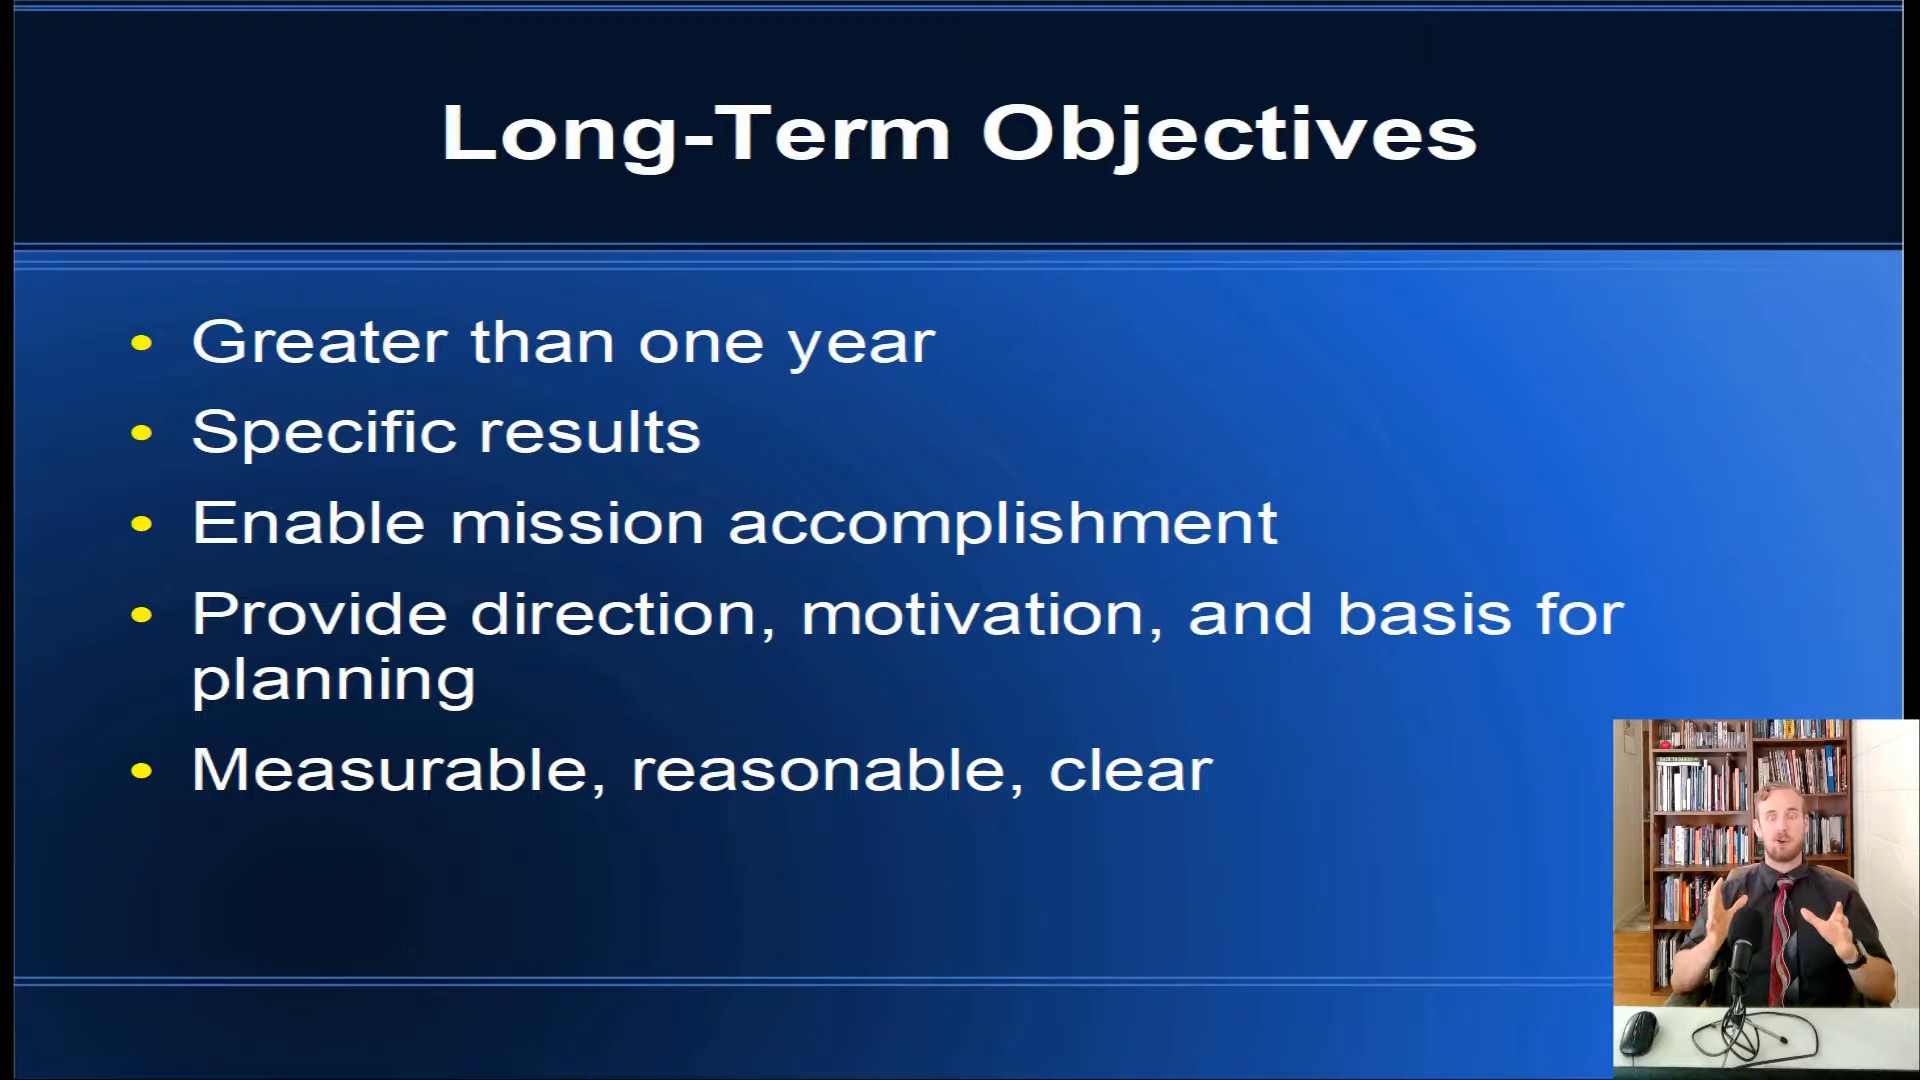 Long-Term Objectives
• Greater than one year
• Specific results
• Enable mission accomplishment
• Provide direction, motivation, and basis for
planning
• Measurable, reasonable, clear